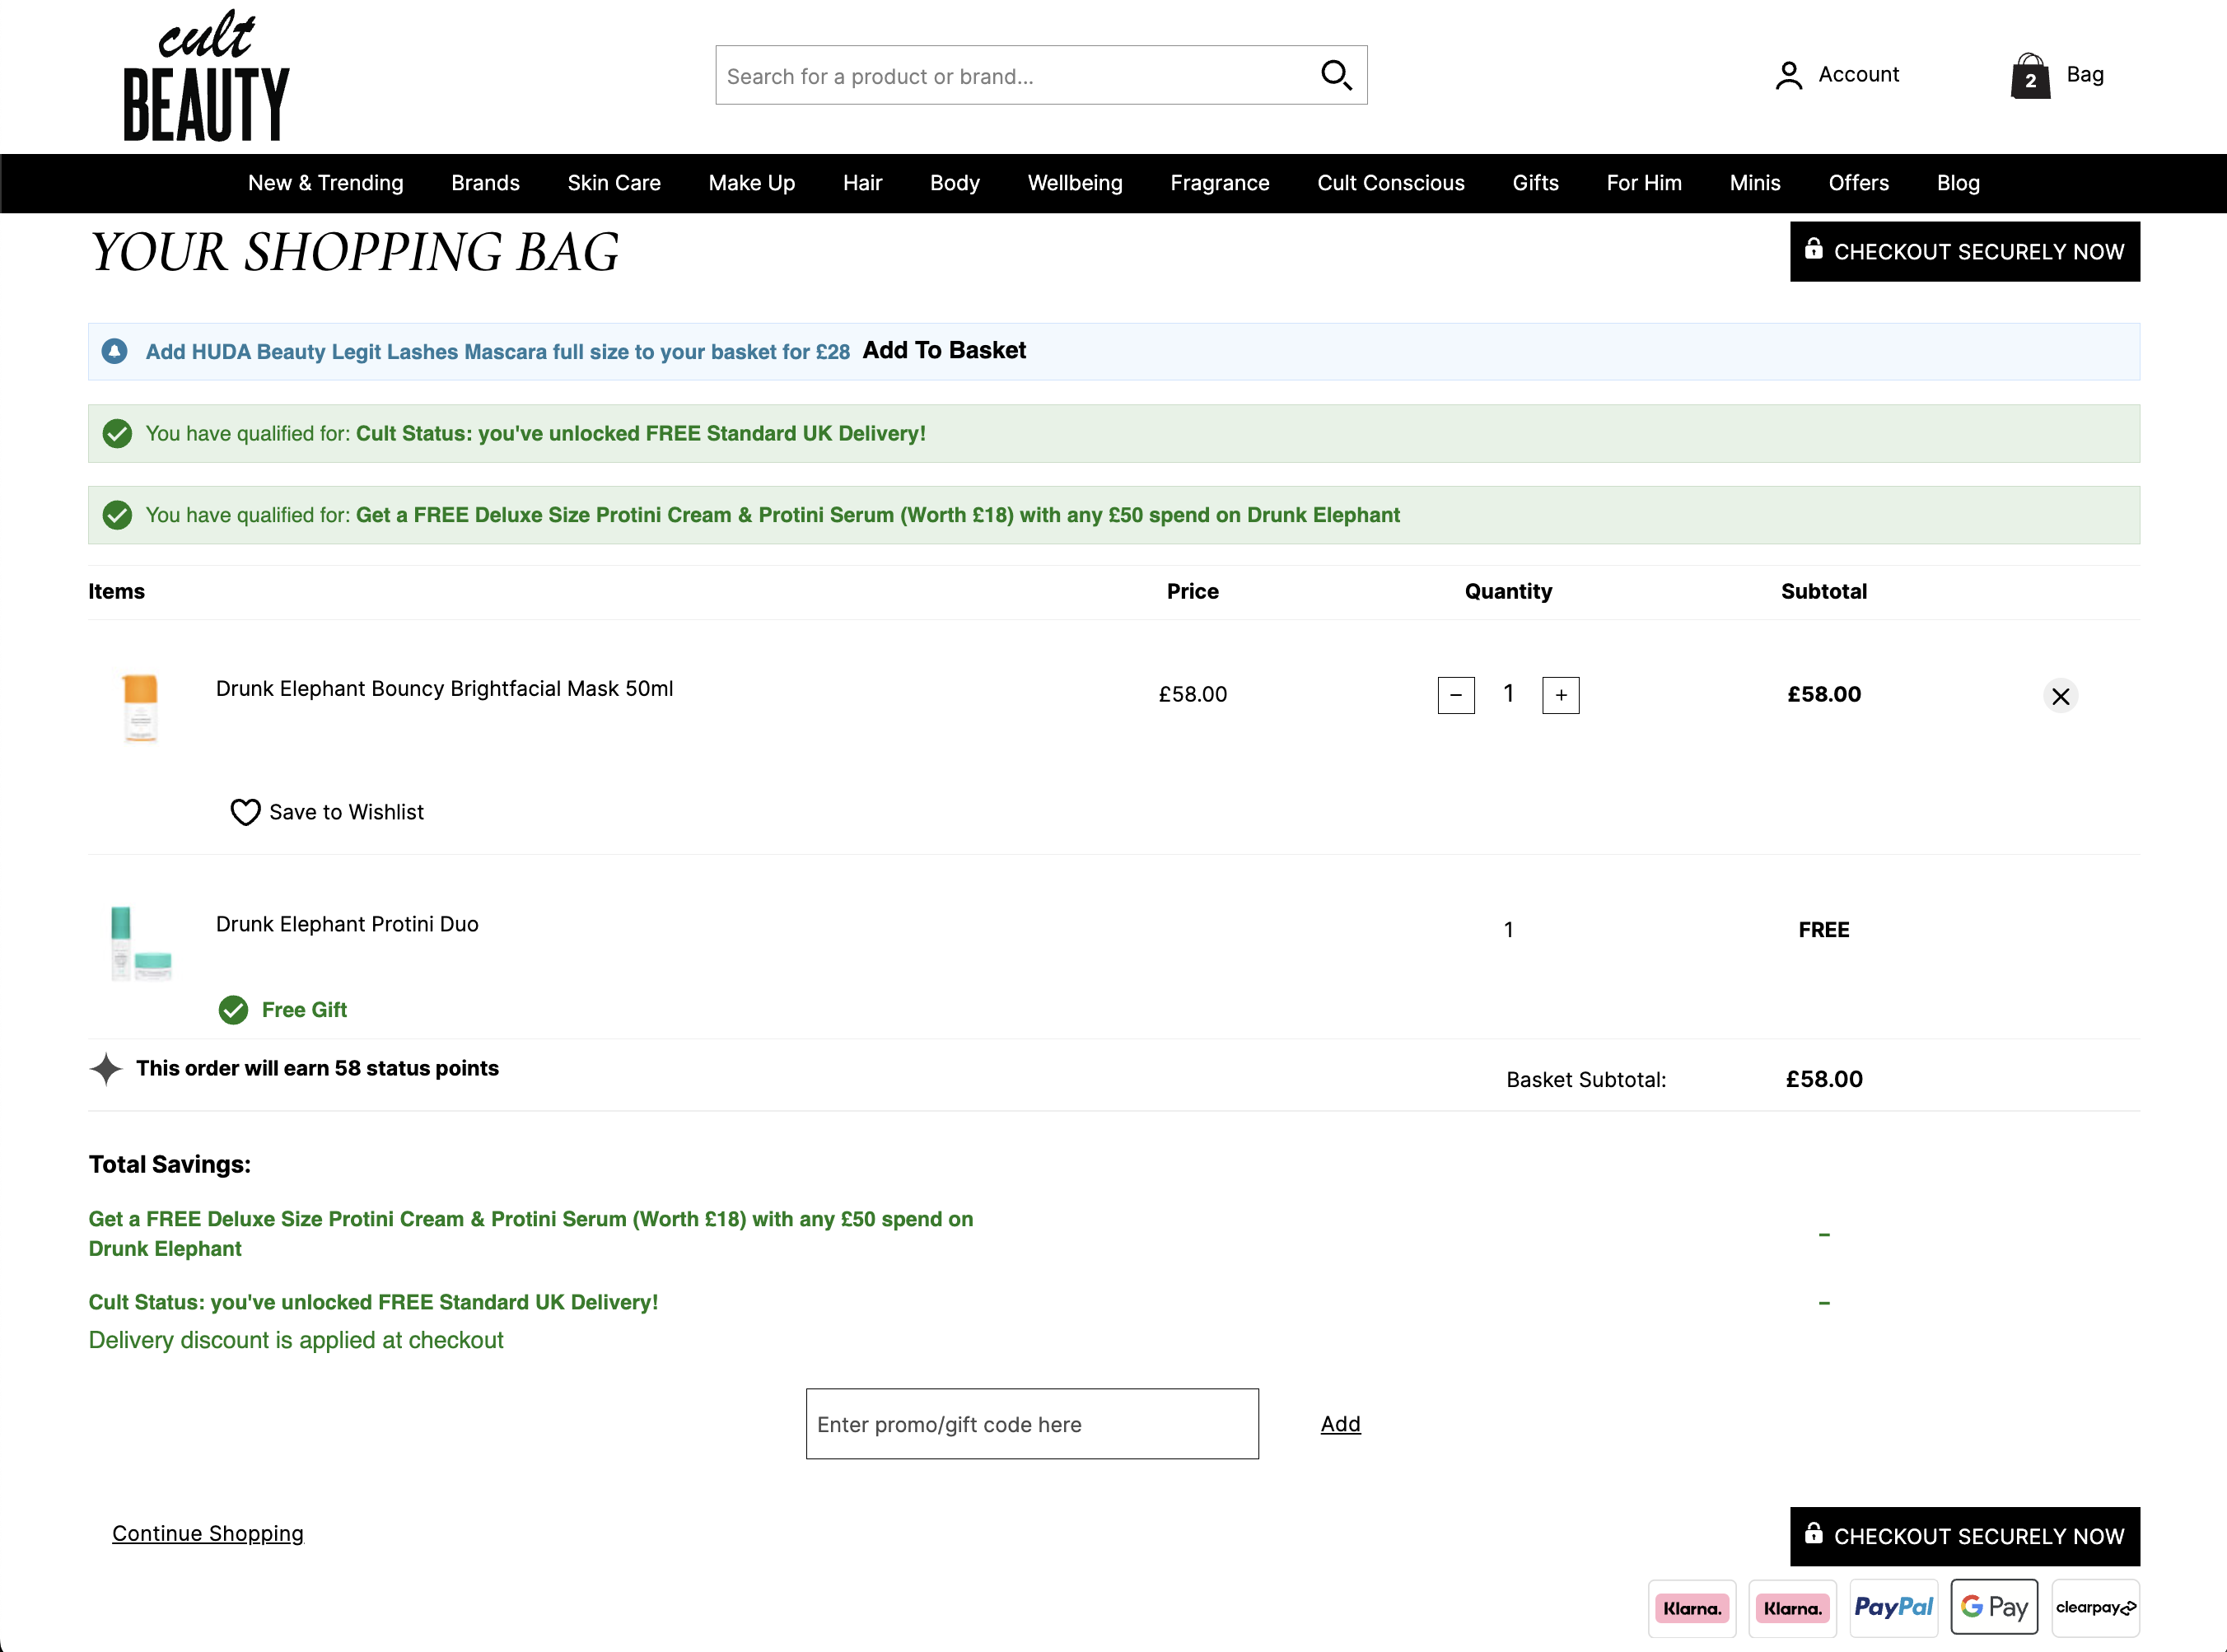 cult
BEAUTY
Search for a product or brand...
Account
2
Bag
New & Trending Brands Skin Care Make Up Hair Body Wellbeing Fragrance Cult Conscious Gifts For Him Minis Offers Blog
YOUR SHOPPING BAG
CHECKOUT SECURELY NOW
Add HUDA Beauty Legit Lashes Mascara full size to your basket for £28 Add To Basket
You have qualified for: Cult Status: you've unlocked FREE Standard UK Delivery!
You have qualified for: Get a FREE Deluxe Size Protini Cream & Protini Serum (Worth £18) with any £50 spend on Drunk Elephant
Items Price Quantity Subtotal
Drunk Elephant Bouncy Brightfacial Mask 50ml £58.00 − 1 + £58.00
Save to Wishlist
Drunk Elephant Protini Duo 1 FREE
Free Gift
This order will earn 58 status points
Basket Subtotal: £58.00
Total Savings:
Get a FREE Deluxe Size Protini Cream & Protini Serum (Worth £18) with any £50 spend on
Drunk Elephant
–
Cult Status: you've unlocked FREE Standard UK Delivery! –
Delivery discount is applied at checkout
Enter promo/gift code here Add
Continue Shopping
CHECKOUT SECURELY NOW
Klarna. Klarna. PayPal G Pay clearpay